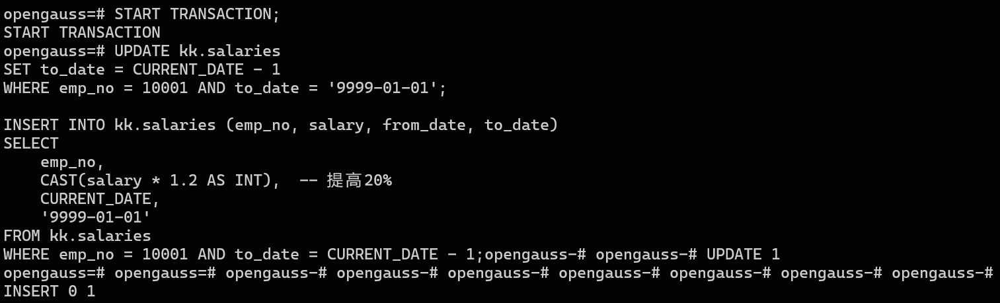 opengauss=# START TRANSACTION;
START TRANSACTION
opengauss=# UPDATE kk.salaries
SET to_date = CURRENT_DATE - 1
WHERE emp_no = 10001 AND to_date = '9999-01-01';

INSERT INTO kk.salaries (emp_no, salary, from_date, to_date)
SELECT
    emp_no,
    CAST(salary * 1.2 AS INT),  -- 提高20%
    CURRENT_DATE,
    '9999-01-01'
FROM kk.salaries
WHERE emp_no = 10001 AND to_date = CURRENT_DATE - 1;opengauss-# opengauss-# UPDATE 1
opengauss=# opengauss=# opengauss-# opengauss-# opengauss-# opengauss-# opengauss-# opengauss-# opengauss-#
INSERT 0 1